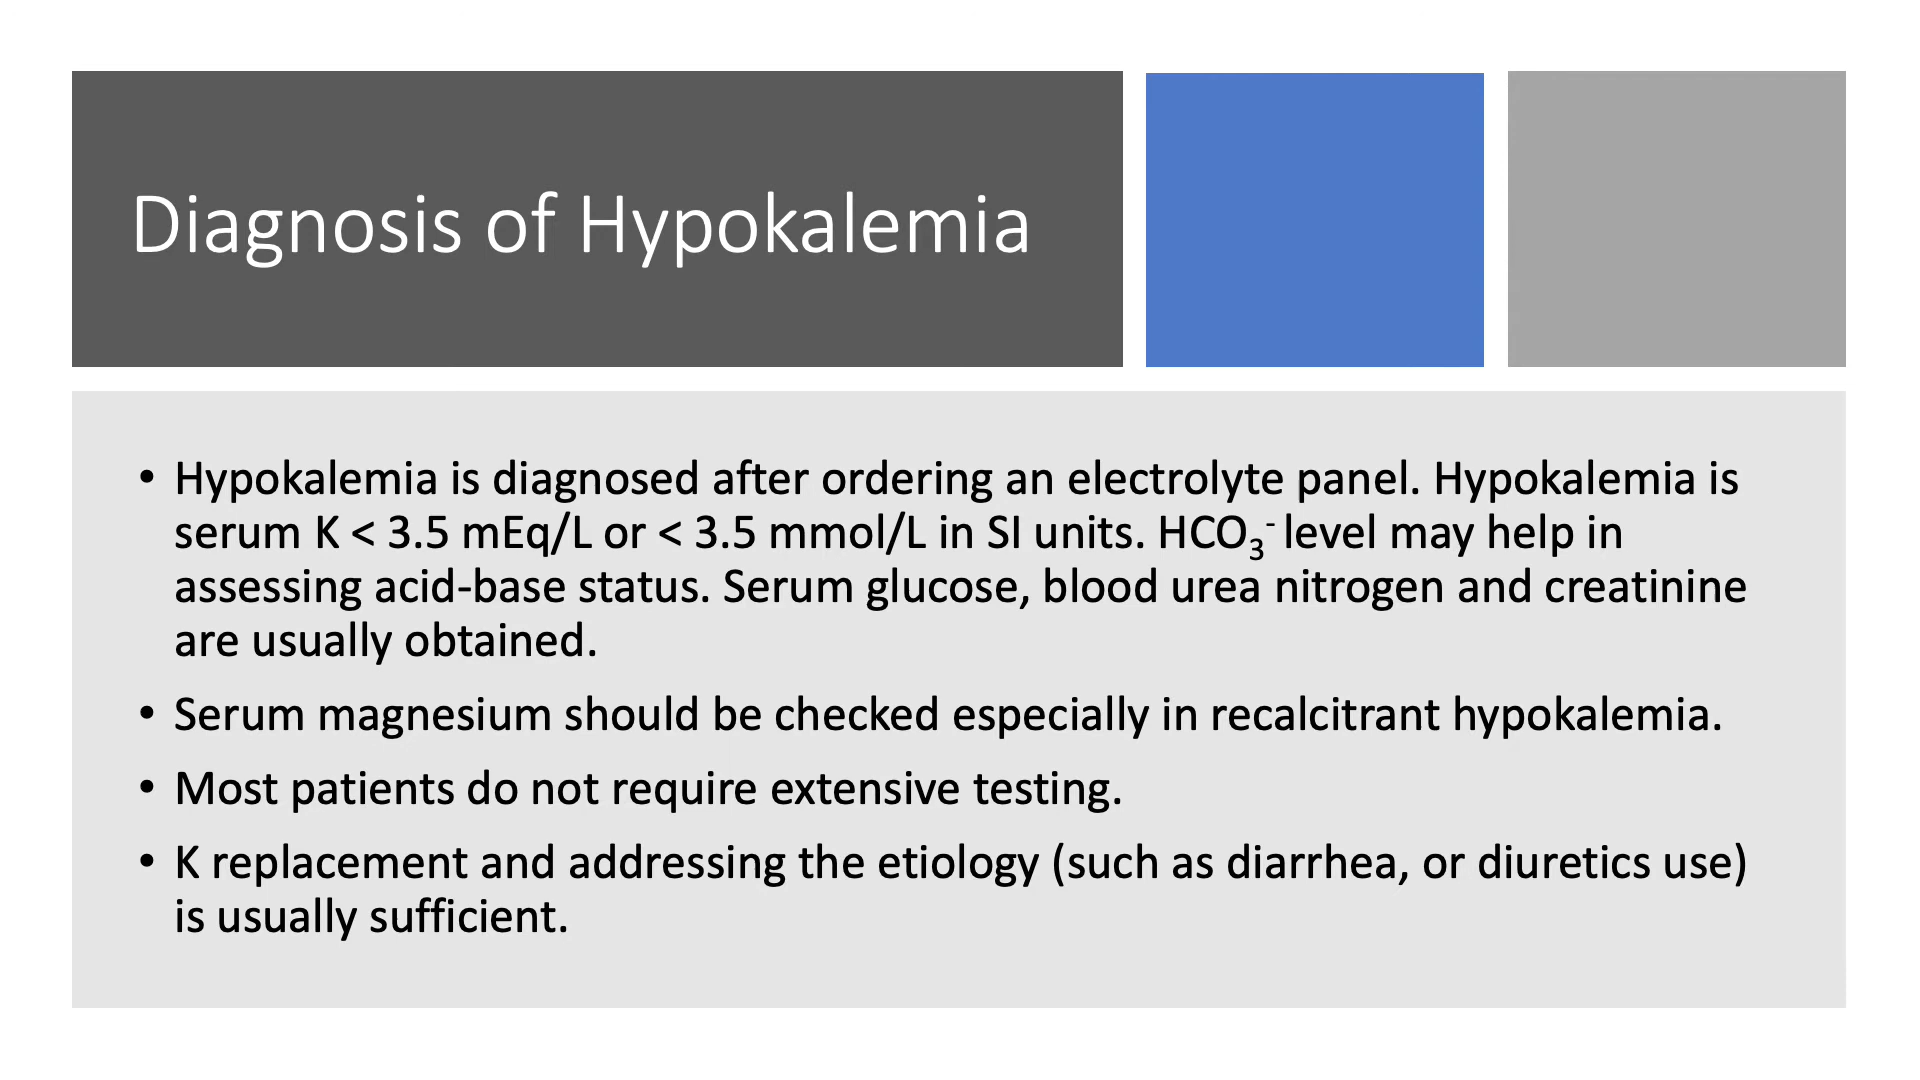 Diagnosis of Hypokalemia
• Hypokalemia is diagnosed after ordering an electrolyte panel. Hypokalemia is
serum K < 3.5 mEq/L or < 3.5 mmol/L in SI units. HCO₃⁻ level may help in
assessing acid-base status. Serum glucose, blood urea nitrogen and creatinine
are usually obtained.
• Serum magnesium should be checked especially in recalcitrant hypokalemia.
• Most patients do not require extensive testing.
• K replacement and addressing the etiology (such as diarrhea, or diuretics use)
is usually sufficient.